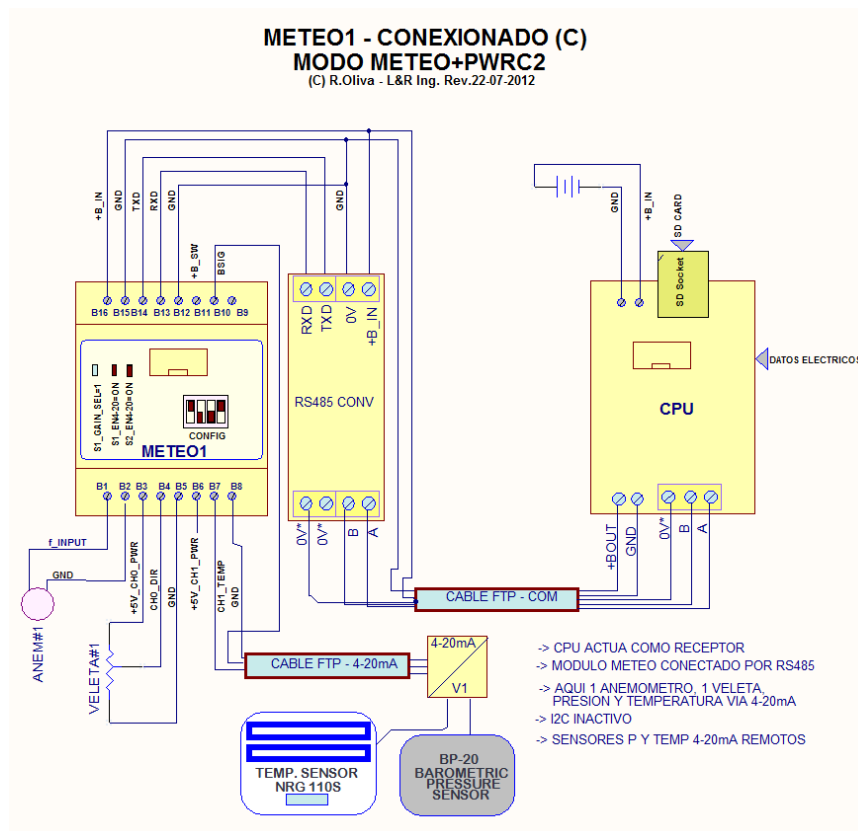 METEO1 - CONEXIONADO (C)
MODO METEO+PWRC2
(C) R.Oliva - L&R Ing. Rev.22-07-2012
+B_IN
GND
TXD
RXD
GND
+B_SW
BSIG
GND
GND
+B_IN
SD CARD
SD Socket
B16
B15
B14
B13
B12
B11
B10
B9
RXD
TXD
0V
+B_IN
S1_GAIN_SEL=1
S1_EN4-20=ON
S2_EN4-20=ON
CONFIG
METEO1
RS485 CONV
CPU
DATOS ELECTRICOS
B1
B2
B3
B4
B5
B6
B7
B8
0V*
0V*
B
A
+BOUT
GND
0V*
B
A
f_INPUT
GND
ANEM#1
+5V_CH0_PWR
CH0_DIR
GND
+5V_CH1_PWR
CH1_TEMP
GND
VELETA#1
CABLE FTP - COM
CABLE FTP - 4-20mA
4-20mA
V1
TEMP. SENSOR
NRG 110S
BP-20
BAROMETRIC
PRESSURE
SENSOR
-> CPU ACTUA COMO RECEPTOR
-> MODULO METEO CONECTADO POR RS485
-> AQUI 1 ANEMOMETRO, 1 VELETA,
PRESION Y TEMPERATURA VIA 4-20mA
-> I2C INACTIVO
-> SENSORES P Y TEMP 4-20mA REMOTOS